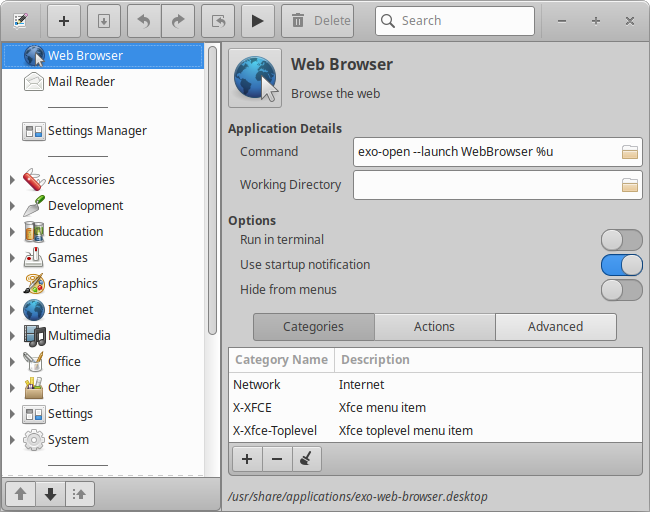 Delete
Search
Web Browser
Mail Reader
Settings Manager
Accessories
Development
Education
Games
Graphics
Internet
Multimedia
Office
Other
Settings
System
Web Browser
Browse the web
Application Details
Command
exo-open --launch WebBrowser %u
Working Directory
Options
Run in terminal
Use startup notification
Hide from menus
Categories Actions Advanced
Category Name Description
Network Internet
X-XFCE Xfce menu item
X-Xfce-Toplevel Xfce toplevel menu item
/usr/share/applications/exo-web-browser.desktop